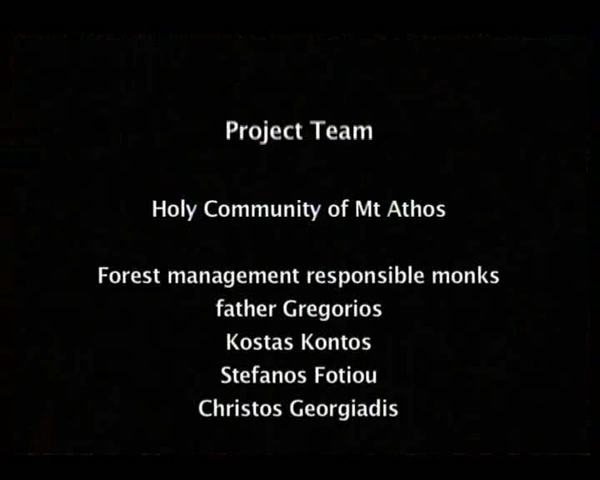 Project Team
Holy Community of Mt Athos
Forest management responsible monks
father Gregorios
Kostas Kontos
Stefanos Fotiou
Christos Georgiadis